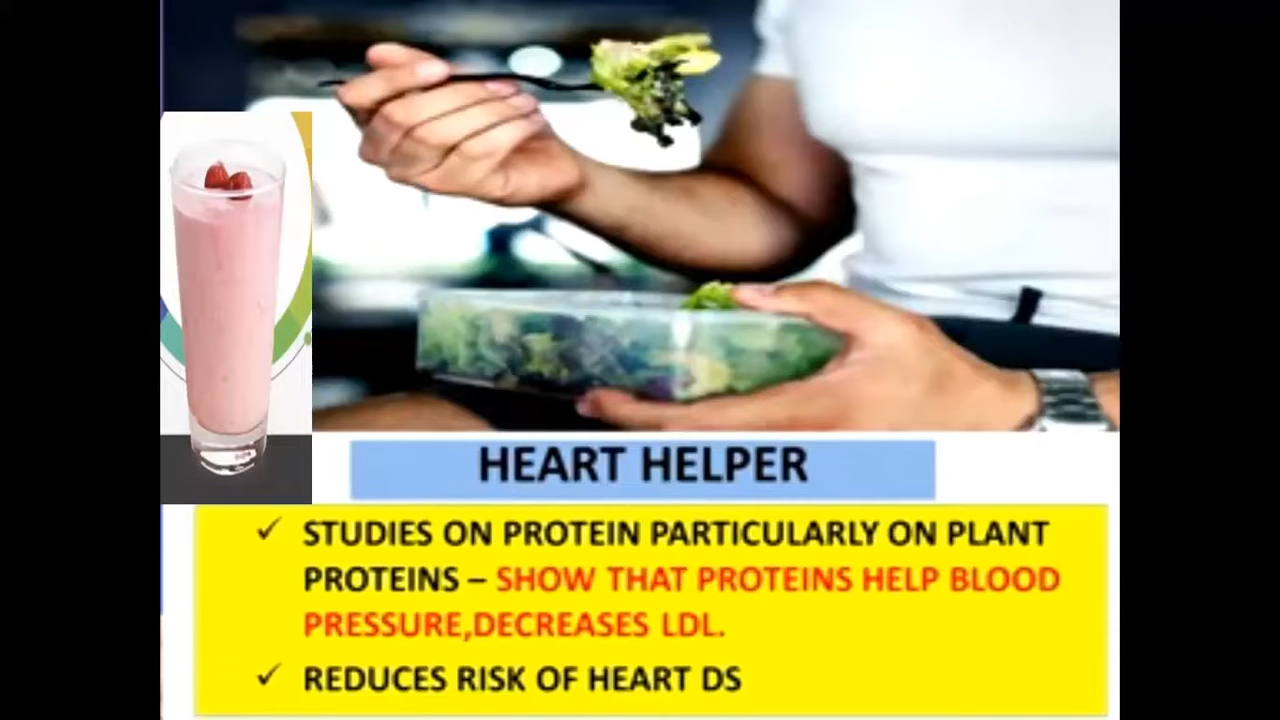 HEART HELPER
✓ STUDIES ON PROTEIN PARTICULARLY ON PLANT
PROTEINS – SHOW THAT PROTEINS HELP BLOOD
PRESSURE,DECREASES LDL.
✓ REDUCES RISK OF HEART DS